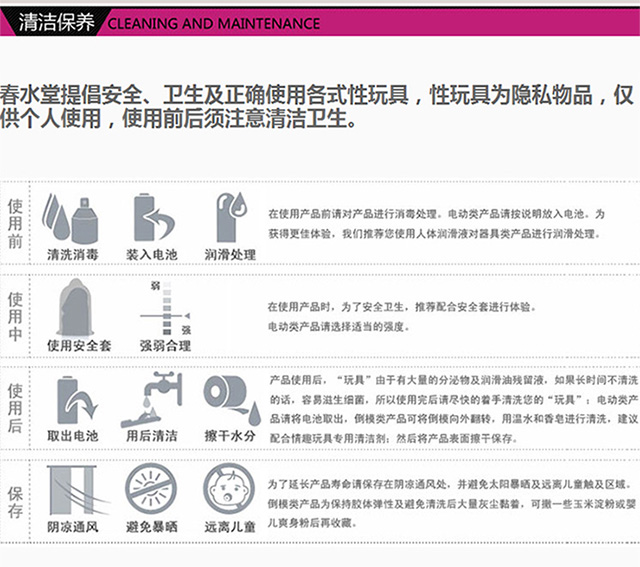 清洁保养 CLEANING AND MAINTENANCE
春水堂提倡安全、卫生及正确使用各式性玩具，性玩具为隐私物品，仅
供个人使用，使用前后须注意清洁卫生。
使用前
清洗消毒 装入电池 润滑处理
在使用产品前请对产品进行消毒处理。电动类产品请按说明放入电池。为
获得更佳体验，我们推荐您使用人体润滑液对器具类产品进行润滑处理。
使用中
弱
强
使用安全套 强弱合理
在使用产品时，为了安全卫生，推荐配合安全套进行体验。
电动类产品请选择适当的强度。
使用后
取出电池 用后清洁 擦干水分
产品使用后，“玩具”由于有大量的分泌物及润滑油残留液，如果长时间不清洗
的话，容易滋生细菌，所以使用完后请尽快的着手清洗您的“玩具”；电动类产
品请将电池取出，倒模类产品可将倒模向外翻转，用温水和香皂进行清洗，建议
配合情趣玩具专用清洁剂；然后将产品表面擦干保存。
保存
阴凉通风 避免暴晒 远离儿童
为了延长产品寿命请保存在阴凉通风处，并避免太阳暴晒及远离儿童触及区域。
倒模类产品为保持胶体弹性及避免清洗后大量灰尘黏着，可撒一些玉米淀粉或婴
儿爽身粉后再收藏。